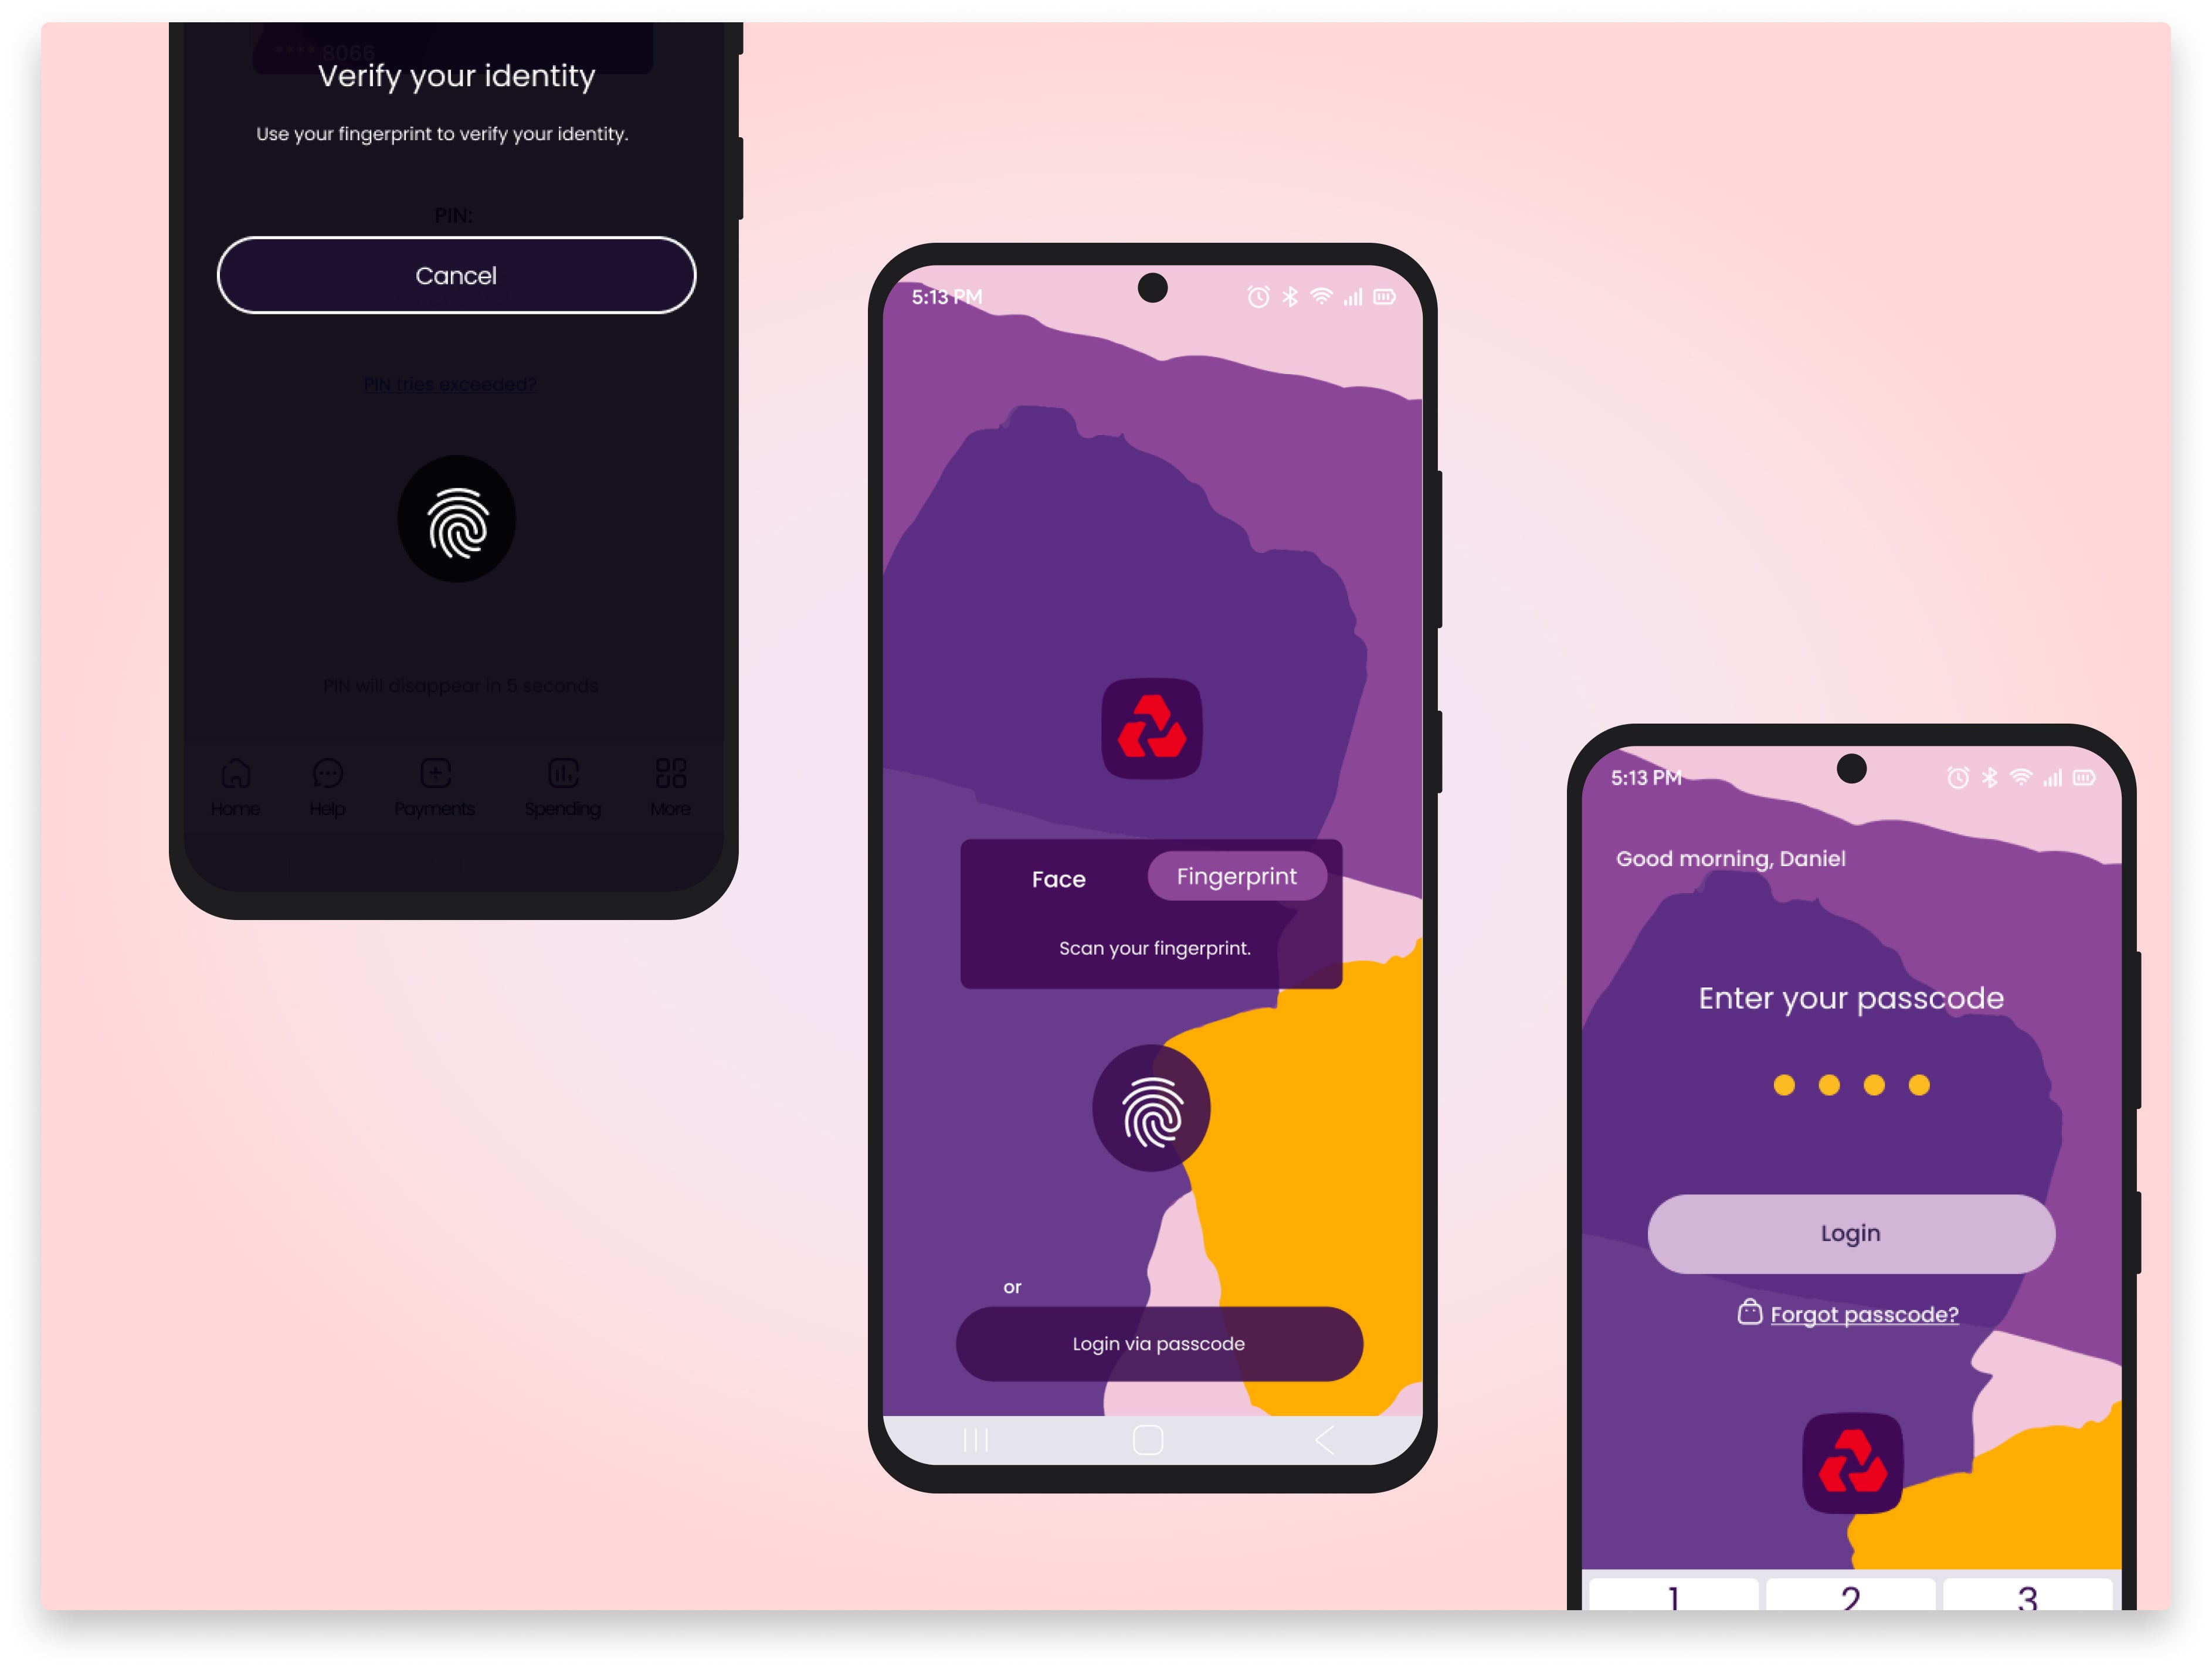 **** 8066
Verify your identity
Use your fingerprint to verify your identity.
PIN:
Cancel
PIN tries exceeded?
PIN will disappear in 5 seconds
Home
Help
Payments
Spending
More
5:13 PM
Face
Fingerprint
Scan your fingerprint.
or
Login via passcode
5:13 PM
Good morning, Daniel
Enter your passcode
Login
Forgot passcode?
1
2
3